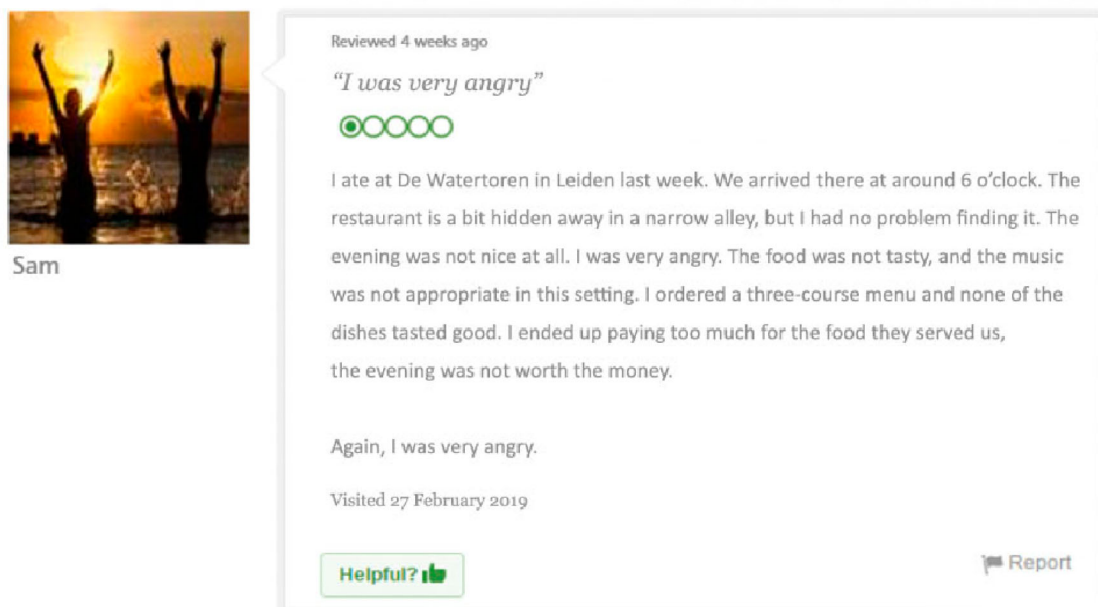 Reviewed 4 weeks ago
“I was very angry”
I ate at De Watertoren in Leiden last week. We arrived there at around 6 o’clock. The
restaurant is a bit hidden away in a narrow alley, but I had no problem finding it. The
evening was not nice at all. I was very angry. The food was not tasty, and the music
was not appropriate in this setting. I ordered a three-course menu and none of the
dishes tasted good. I ended up paying too much for the food they served us,
the evening was not worth the money.
Again, I was very angry.
Visited 27 February 2019
Sam
Helpful?
Report